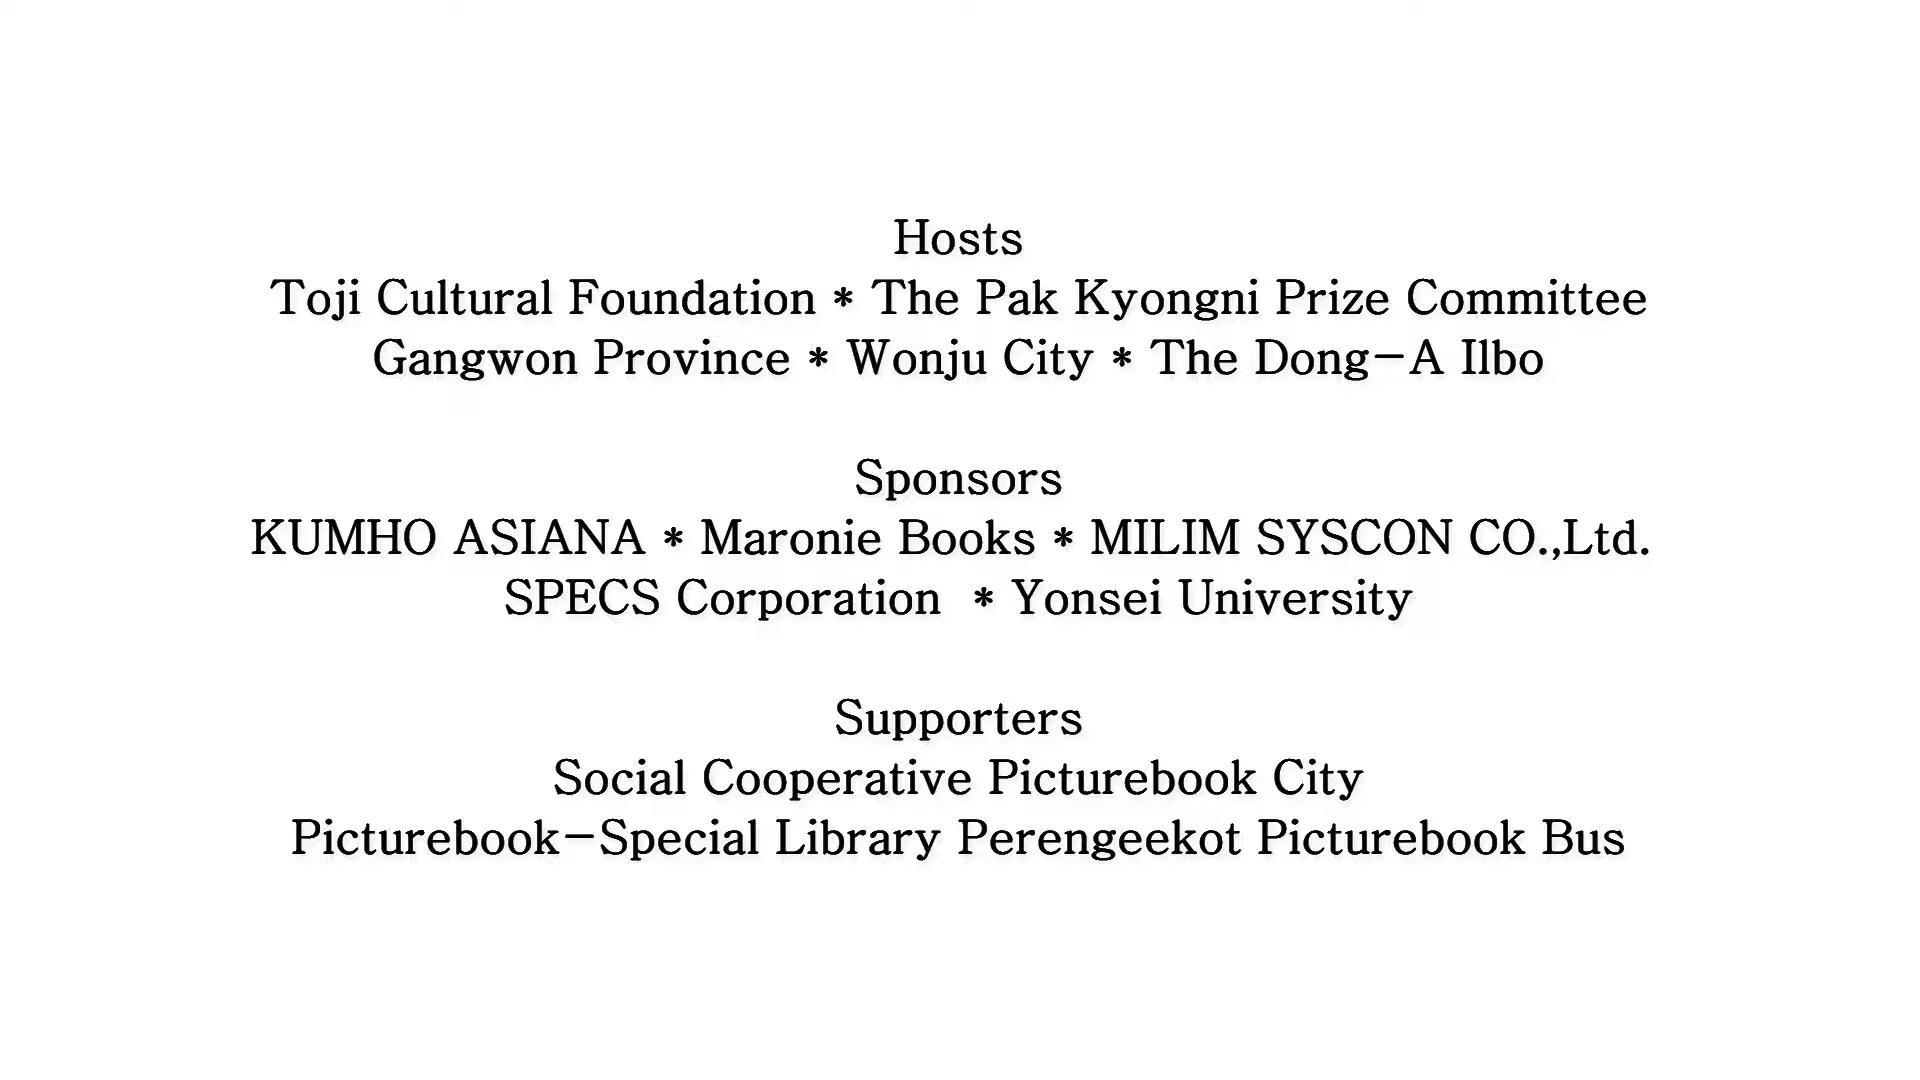 Hosts
Toji Cultural Foundation * The Pak Kyongni Prize Committee
Gangwon Province * Wonju City * The Dong-A Ilbo
Sponsors
KUMHO ASIANA * Maronie Books * MILIM SYSCON CO.,Ltd.
SPECS Corporation * Yonsei University
Supporters
Social Cooperative Picturebook City
Picturebook-Special Library Perengeekot Picturebook Bus